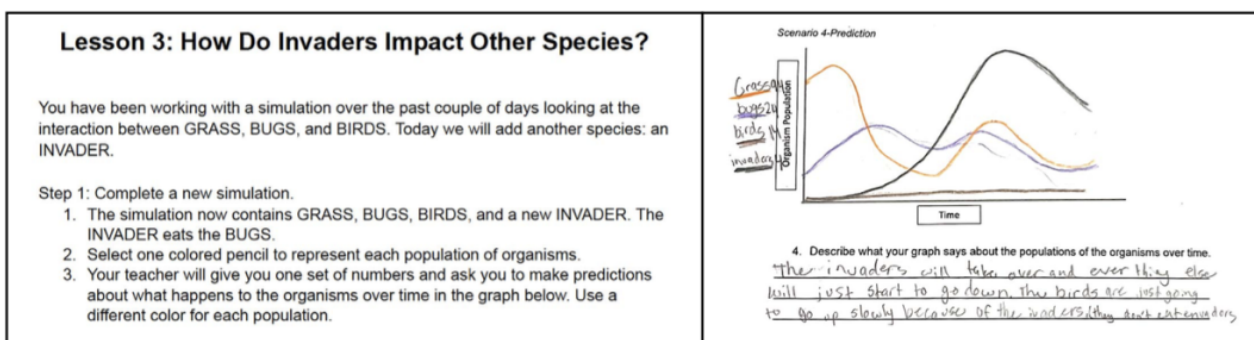 Lesson 3: How Do Invaders Impact Other Species?
You have been working with a simulation over the past couple of days looking at the
interaction between GRASS, BUGS, and BIRDS. Today we will add another species: an
INVADER.
Step 1: Complete a new simulation.
1. The simulation now contains GRASS, BUGS, BIRDS, and a new INVADER. The
INVADER eats the BUGS.
2. Select one colored pencil to represent each population of organisms.
3. Your teacher will give you one set of numbers and ask you to make predictions
about what happens to the organisms over time in the graph below. Use a
different color for each population.
Scenario 4-Prediction
Grass
bugs 24
birds 14
invaders
Organism Population
Time
4. Describe what your graph says about the populations of the organisms over time.
The invaders will take over and everthing else
will just start to go down. The birds are just going
to go up slowly because of the invaders, (they don't eat invaders